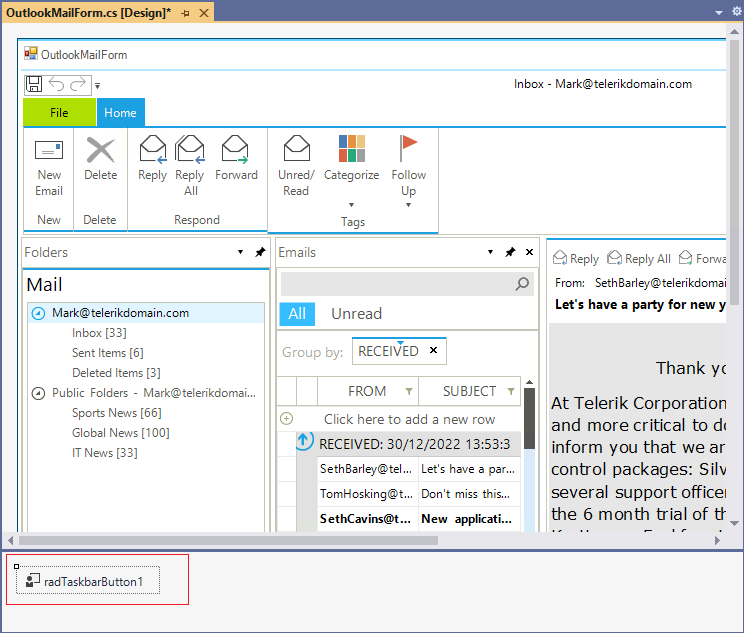 OutlookMailForm.cs [Design]*
OutlookMailForm
Inbox - Mark@telerikdomain.com
File
Home
New Email
Delete
Reply
Reply All
Forward
Unred/ Read
Categorize
Follow Up
New
Delete
Respond
Tags
Folders
Mail
Mark@telerikdomain.com
Inbox [33]
Sent Items [6]
Deleted Items [3]
Public Folders - Mark@telerikdomai...
Sports News [66]
Global News [100]
IT News [33]
Emails
All
Unread
Group by:
RECEIVED
FROM
SUBJECT
Click here to add a new row
RECEIVED: 30/12/2022 13:53:3
SethBarley@tel... Let's have a par...
TomHosking@t... Don't miss this...
SethCavins@t... New applicati...
Reply
Reply All
Forwa
From: SethBarley@telerikdomain
Let's have a party for new y
Thank yo
At Telerik Corporation
and more critical to do
inform you that we ar
control packages: Silv
several support officer
the 6 month trial of th
radTaskbarButton1